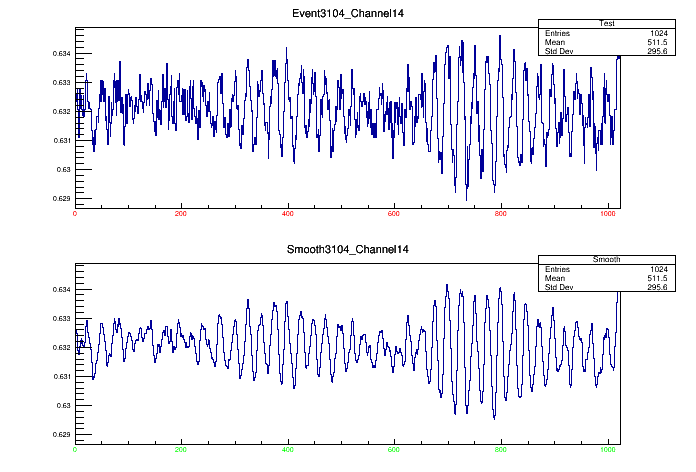 Event3104_Channel14
Test
Entries 1024
Mean 511.5
Std Dev 295.6
0.634
0.633
0.632
0.631
0.63
0.629
0 200 400 600 800 1000
Smooth3104_Channel14
Smooth
Entries 1024
Mean 511.5
Std Dev 295.6
0.634
0.633
0.632
0.631
0.63
0.629
0 200 400 600 800 1000